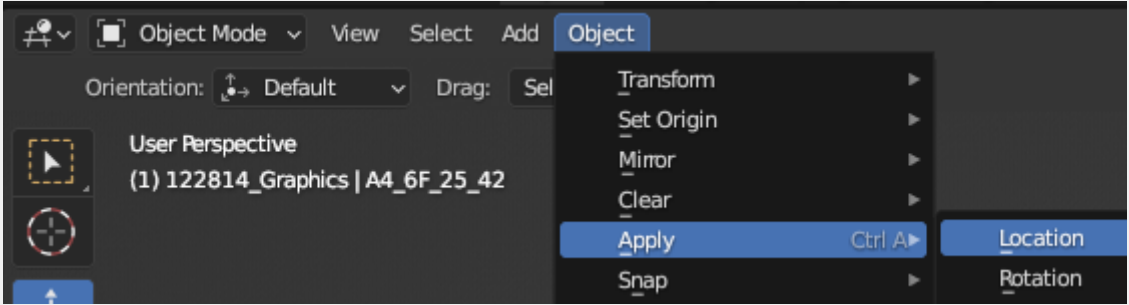 Object Mode View Select Add Object
Orientation: Default Drag: Sel
Transform
Set Origin
User Perspective
Mirror
(1) 122814_Graphics | A4_6F_25_42
Clear
Apply Ctrl A Location
Snap Rotation